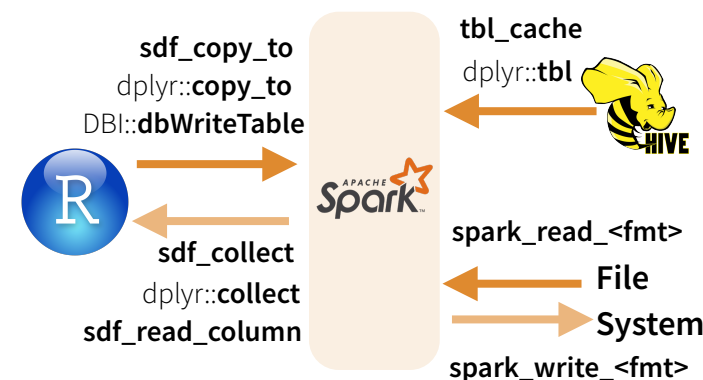 sdf_copy_to
dplyr::copy_to
DBI::dbWriteTable
R
sdf_collect
dplyr::collect
sdf_read_column
APACHE
Spark™
tbl_cache
dplyr::tbl
HIVE
spark_read_<fmt>
File
System
spark_write_<fmt>